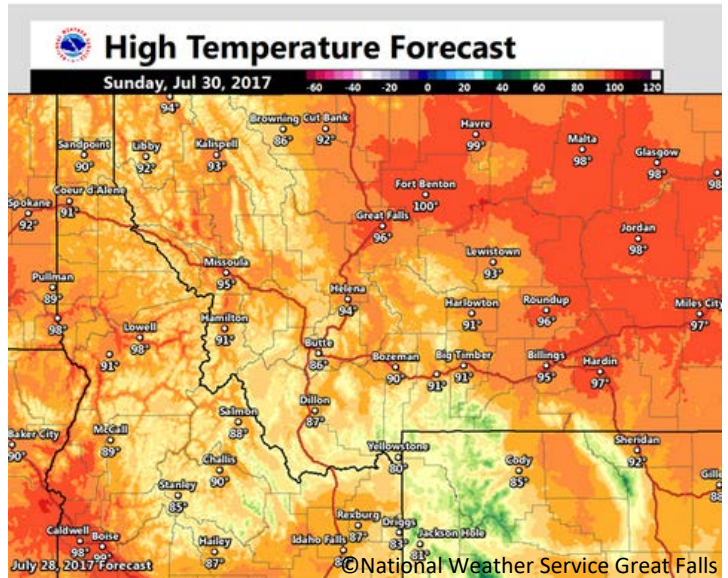 High Temperature Forecast
Sunday, Jul 30, 2017
-60 -40 -20 0 20 40 60 80 100 120
94°
Browning Cut Bank
86° 92°
Havre
99°
Malta
98°
Glasgow
98°
98
Sandpoint
90°
Libby
92°
Kalispell
93°
Fort Benton
100°
Coeur d'Alene
91°
Spokane
92°
Great Falls
96°
Jordan
98°
Lewistown
93°
Missoula
95°
Pullman
89°
98°
Helena
94°
Harlowton
91°
Roundup
96°
Miles City
97°
Lowell
98°
Hamilton
91°
91°
Butte
86°
Bozeman
90°
91°
Big Timber
91°
Billings
95°
Hardin
97°
Dillon
87°
Salmon
88°
Baker City
90°
McCall
89°
Yellowstone
80°
Sheridan
92°
Challis
90°
Cody
85°
Gille
88
Stanley
85°
Rexburg
87°
Driggs
83°
Jackson Hole
81°
Caldwell
98°
Boise
99°
Hailey
87°
Idaho Falls
July 28, 2017 Forecast
©National Weather Service Great Falls